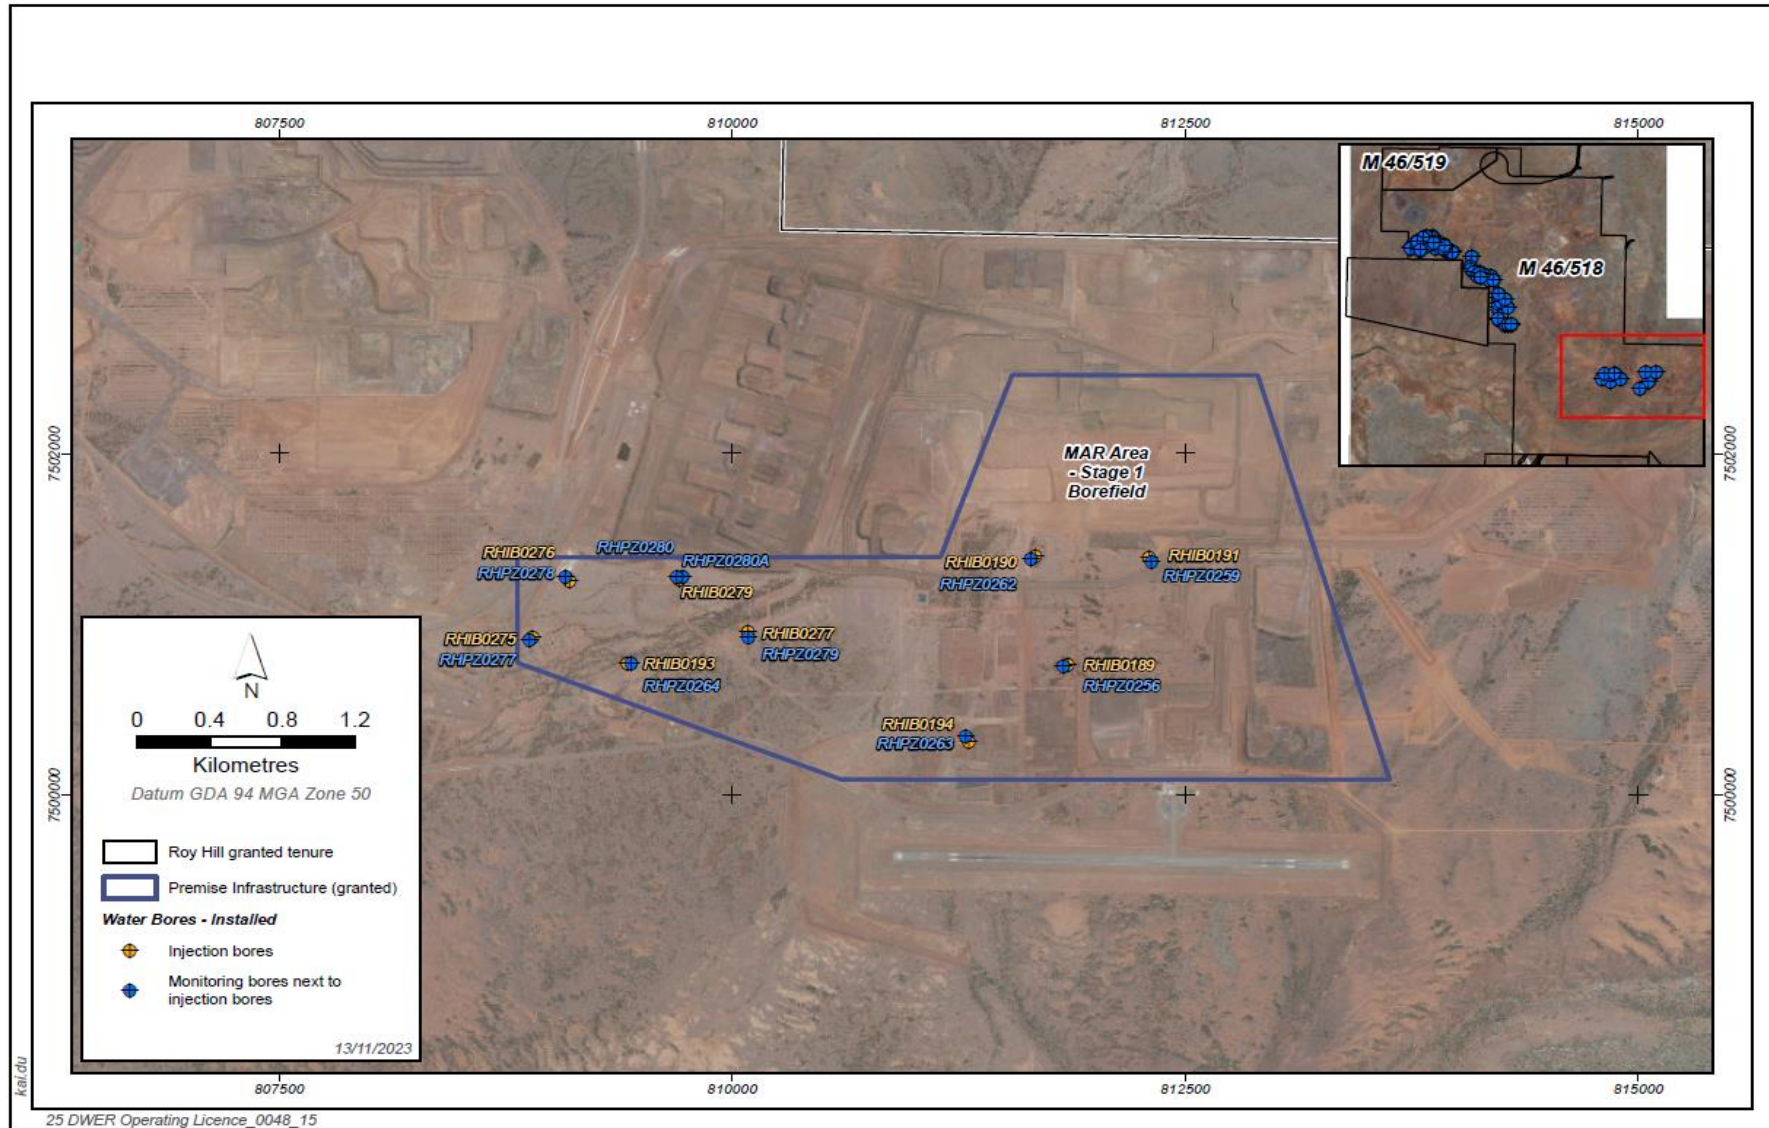 807500
810000
812500
815000
M 46/519
M 46/518
7502000
7502000
MAR Area
- Stage 1
Borefield
RHIB0276
RHPZ0280
RHPZ0278
RHPZ0280A
RHIB0279
RHIB0190
RHPZ0262
RHIB0191
RHPZ0259
RHIB0275
RHPZ0277
RHIB0193
RHPZ0264
RHIB0277
RHPZ0279
RHIB0189
RHPZ0256
RHIB0194
RHPZ0263
N
0 0.4 0.8 1.2
Kilometres
Datum GDA 94 MGA Zone 50
7500000
7500000
Roy Hill granted tenure
Premise Infrastructure (granted)
Water Bores - Installed
Injection bores
Monitoring bores next to
injection bores
13/11/2023
807500
810000
812500
815000
kai.du
25 DWER Operating Licence_0048_15